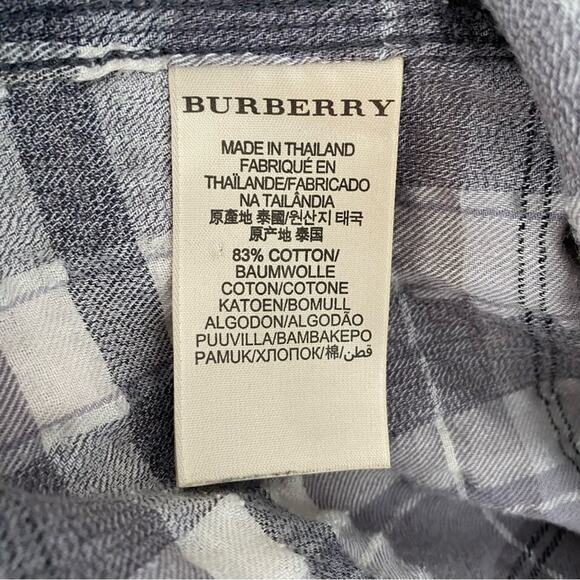 BURBERRY
MADE IN THAILAND
FABRIQUÉ EN
THAÏLANDE/FABRICADO
NA TAILÂNDIA
原產地 泰國/원산지 태국
原产地 泰国
83% COTTON/
BAUMWOLLE
COTON/COTONE
KATOEN/BOMULL
ALGODON/ALGODÃO
PUUVILLA/BAMBAKEPO
PAMUK/ХЛОПОК/棉/قطن